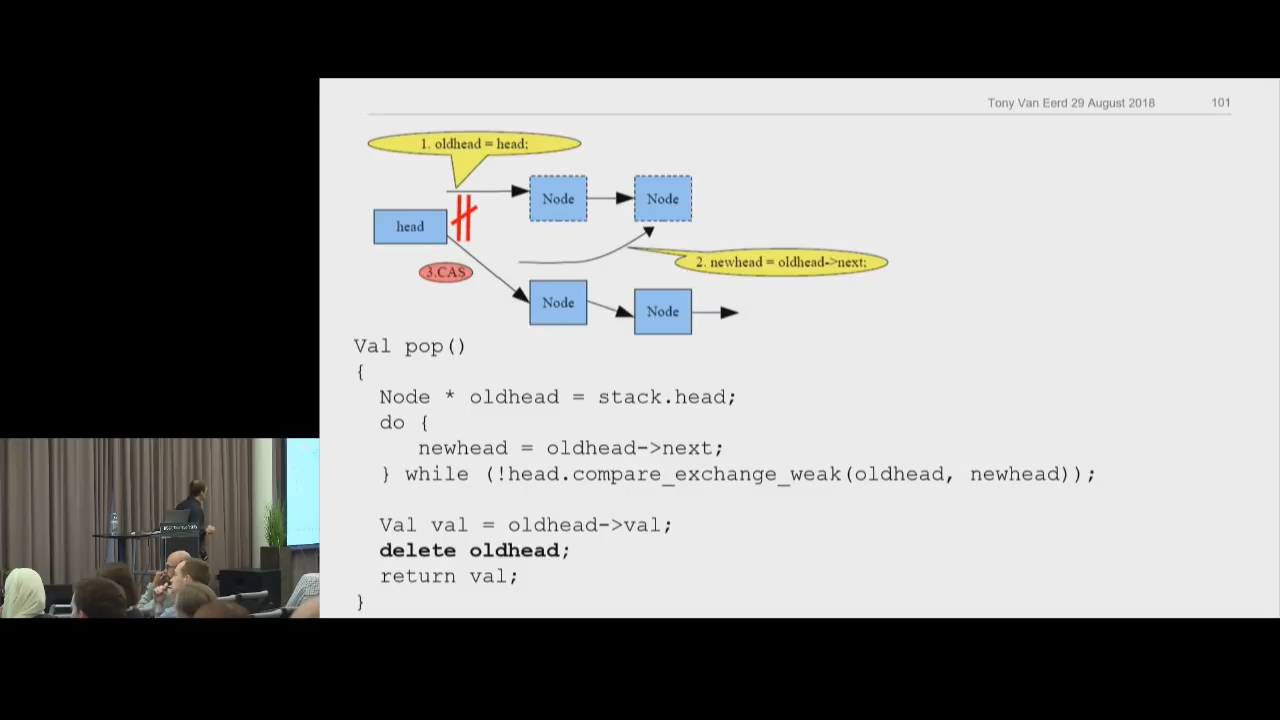 Tony Van Eerd 29 August 2018 101
1. oldhead = head;
Node Node
head
2. newhead = oldhead->next;
3.CAS
Node Node
Val pop()
{
Node * oldhead = stack.head;
do {
newhead = oldhead->next;
} while (!head.compare_exchange_weak(oldhead, newhead));
Val val = oldhead->val;
delete oldhead;
return val;
}